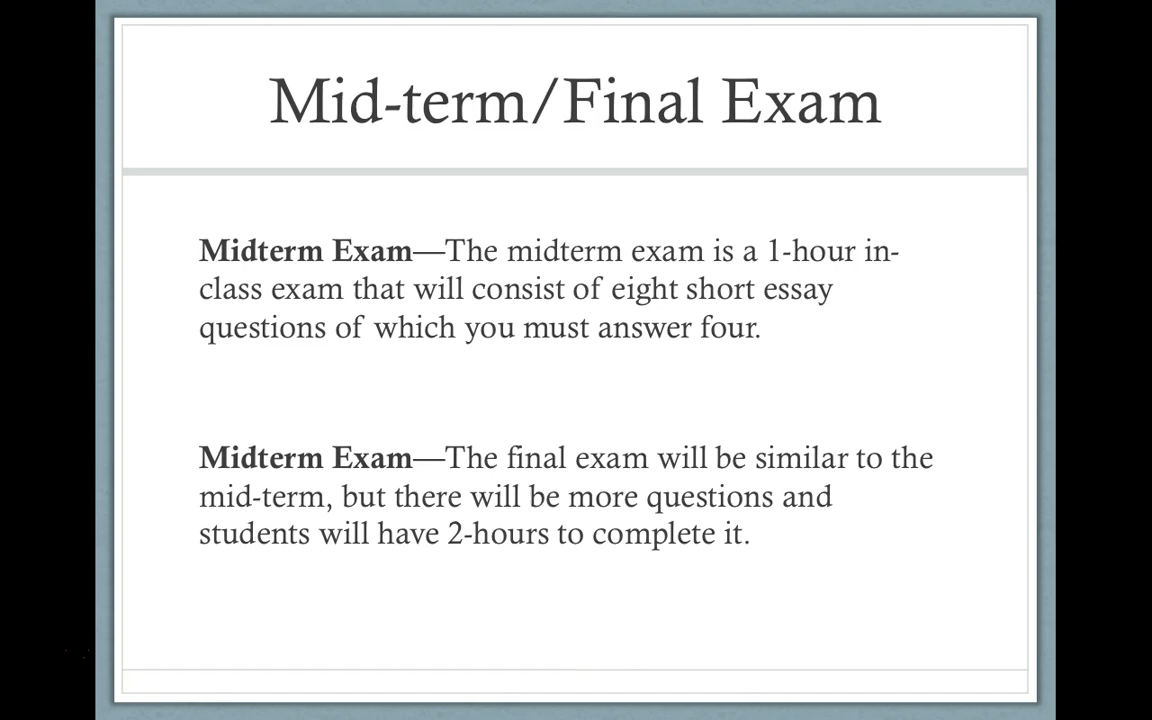 Mid-term/Final Exam
Midterm Exam—The midterm exam is a 1-hour in-
class exam that will consist of eight short essay
questions of which you must answer four.
Midterm Exam—The final exam will be similar to the
mid-term, but there will be more questions and
students will have 2-hours to complete it.